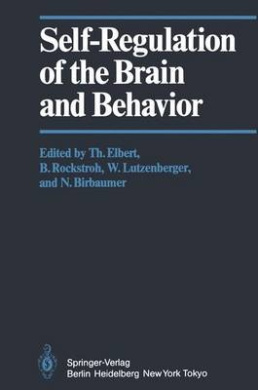 Self-Regulation
of the Brain
and Behavior
Edited by Th. Elbert,
B. Rockstroh, W. Lutzenberger,
and N. Birbaumer
Springer-Verlag
Berlin Heidelberg New York Tokyo